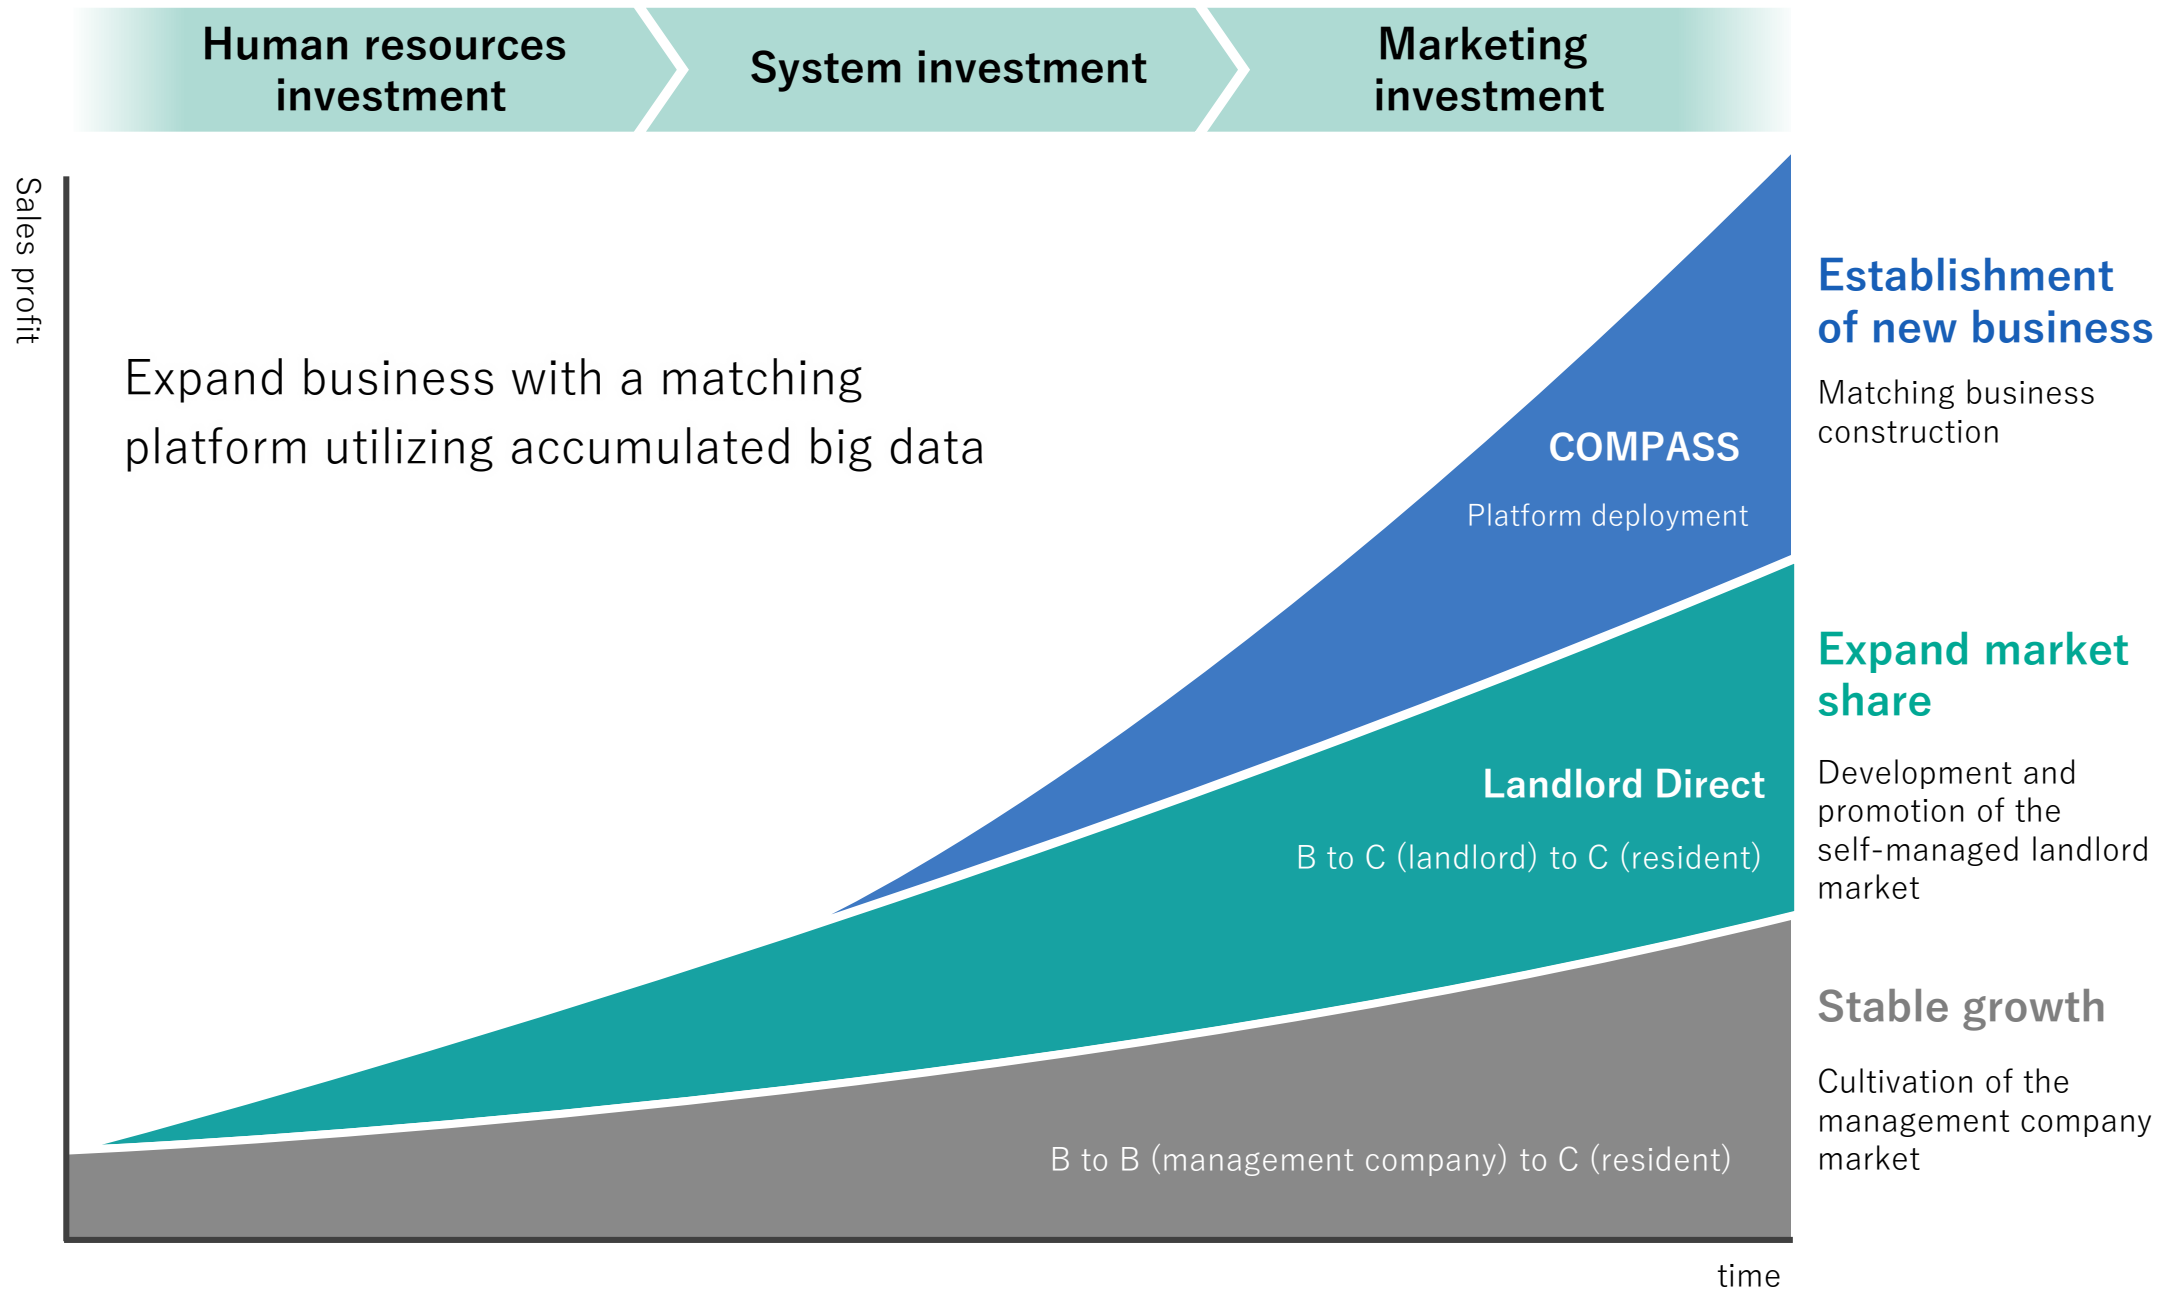 Human resources
investment
System investment
Marketing
investment
Sales profit
Expand business with a matching
platform utilizing accumulated big data
COMPASS
Platform deployment
Establishment
of new business
Matching business
construction
Landlord Direct
B to C (landlord) to C (resident)
Expand market
share
Development and
promotion of the
self-managed landlord
market
B to B (management company) to C (resident)
Stable growth
Cultivation of the
management company
market
time